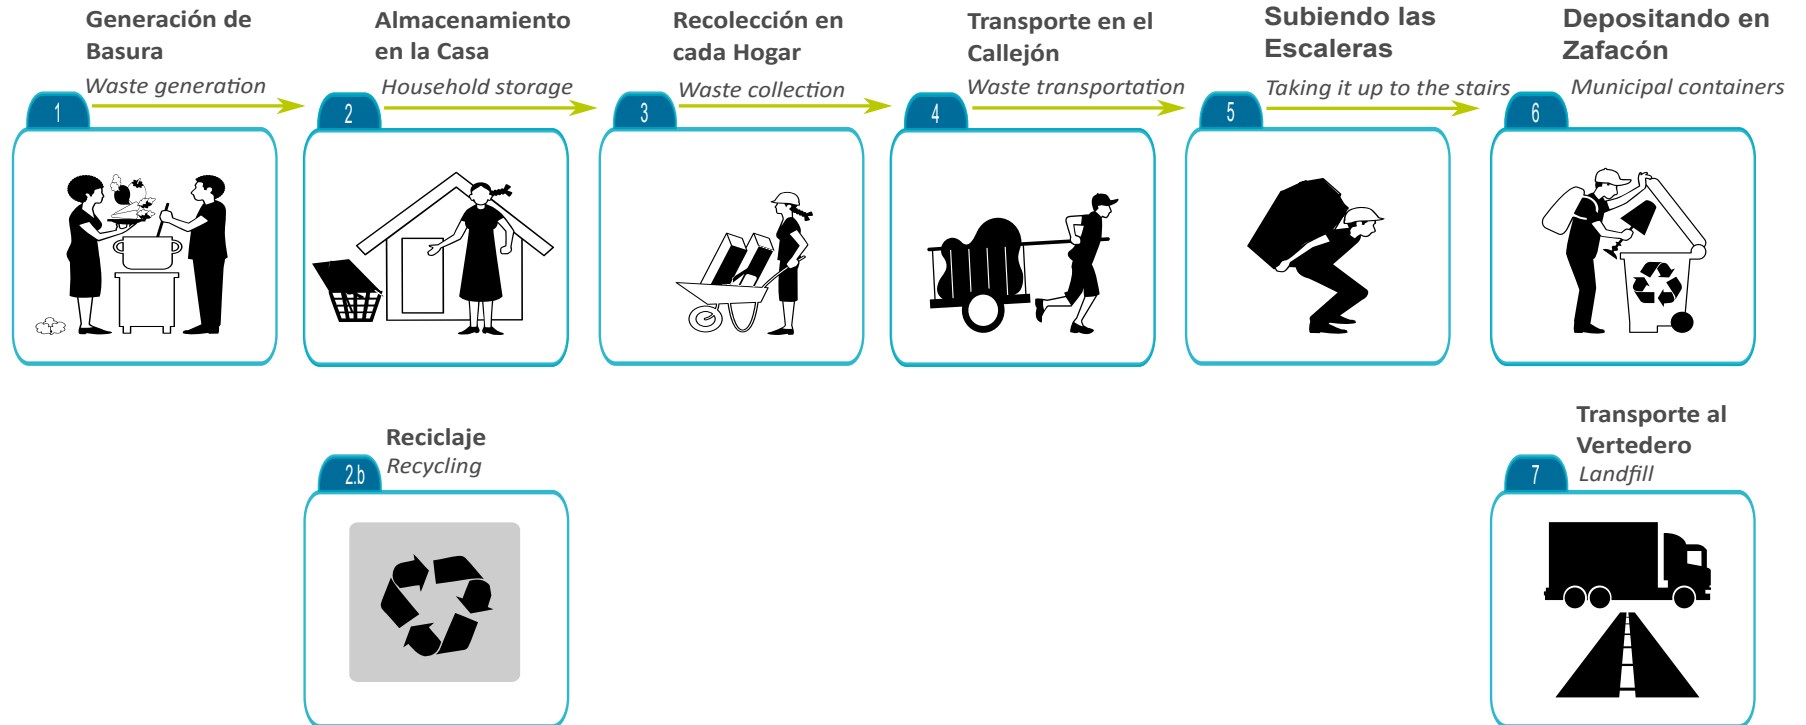 Generación de
Basura
Waste generation
1
Almacenamiento
en la Casa
Household storage
2
Recolección en
cada Hogar
Waste collection
3
Transporte en el
Callejón
Waste transportation
4
Subiendo las
Escaleras
Taking it up to the stairs
5
Depositando en
Zafacón
Municipal containers
6
Reciclaje
Recycling
2.b
Transporte al
Vertedero
Landfill
7